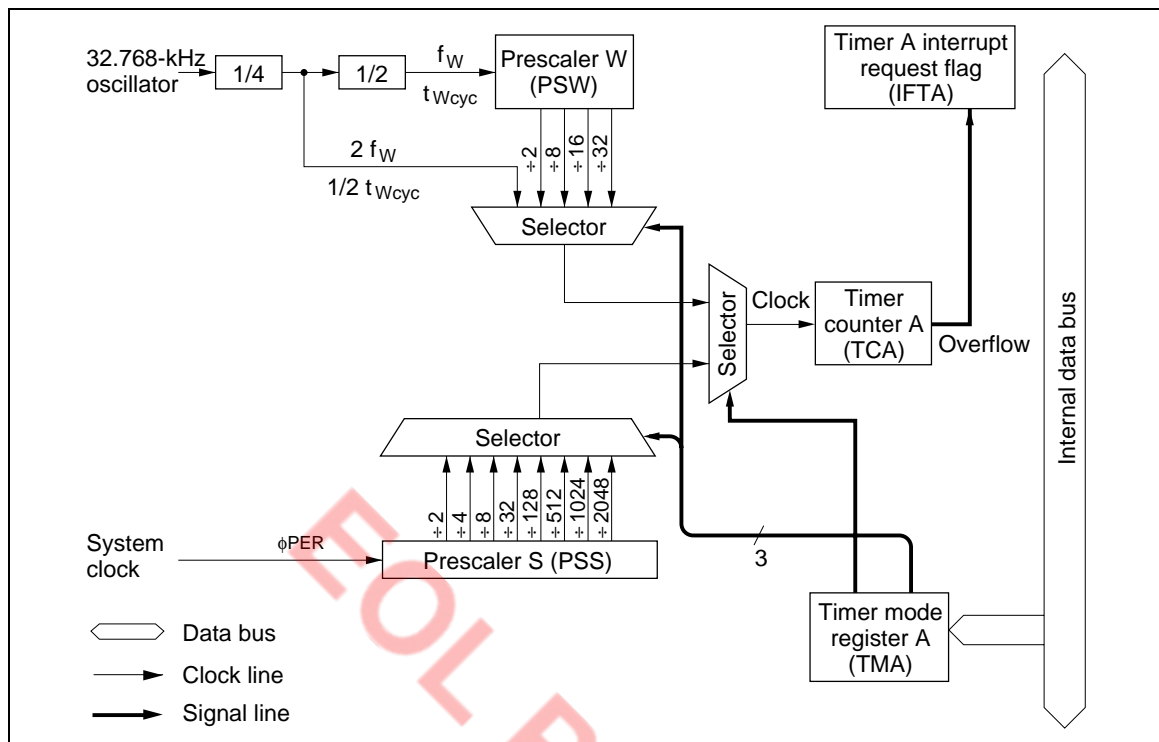 32.768-kHz
oscillator
1/4
1/2
fW
tWcyc
Prescaler W
(PSW)
Timer A interrupt
request flag
(IFTA)
2 fW
1/2 tWcyc
÷2
÷8
÷16
÷32
Selector
Selector
Clock
Timer
counter A
(TCA)
Overflow
Internal data bus
Selector
÷2
÷4
÷8
÷32
÷128
÷512
÷1024
÷2048
System
clock
ϕPER
Prescaler S (PSS)
3
Timer mode
register A
(TMA)
Data bus
Clock line
Signal line
EOL